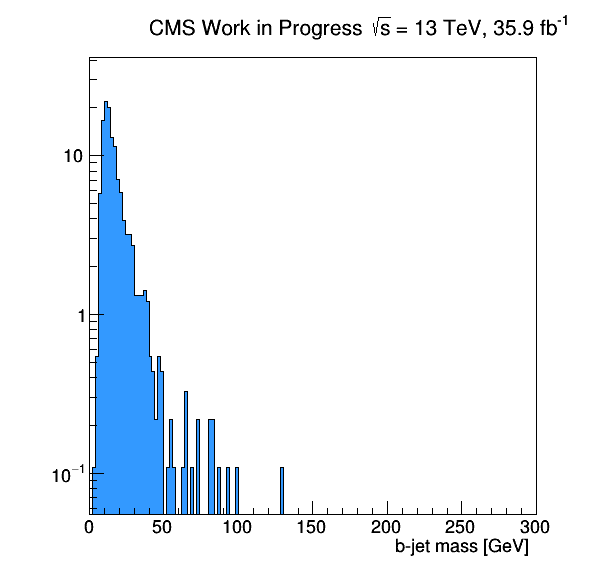 CMS Work in Progress √s = 13 TeV, 35.9 fb⁻¹
10
1
10⁻¹
0 50 100 150 200 250 300
b-jet mass [GeV]